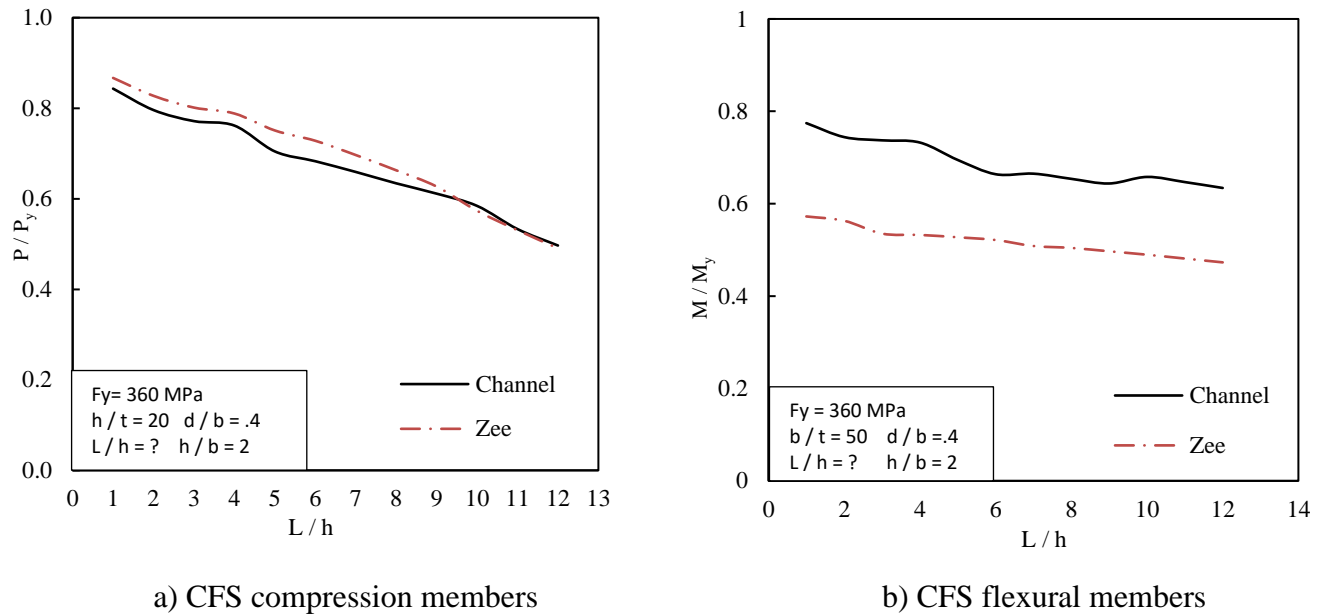 1.0
0.8
0.6
0.4
0.2
0.0
P / Py
0 1 2 3 4 5 6 7 8 9 10 11 12 13
L / h
Fy= 360 MPa
h / t = 20 d / b = .4
L / h = ? h / b = 2
Channel
Zee
a) CFS compression members
1
0.8
0.6
0.4
0.2
0
M / My
0 2 4 6 8 10 12 14
L / h
Fy = 360 MPa
b / t = 50 d / b =.4
L / h = ? h / b = 2
Channel
Zee
b) CFS flexural members